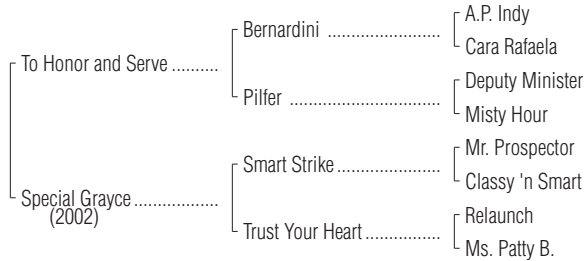 A.P. Indy
Bernardini
Cara Rafaela
To Honor and Serve
Deputy Minister
Pilfer
Misty Hour
Mr. Prospector
Smart Strike
Classy 'n Smart
Special Grayce
(2002)
Relaunch
Trust Your Heart
Ms. Patty B.